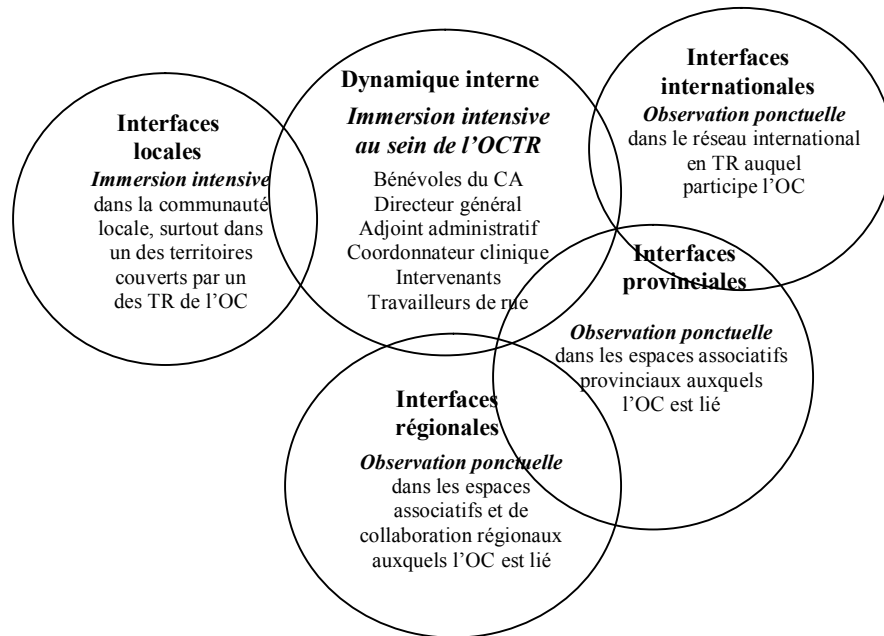 Interfaces
locales
Immersion intensive
dans la communauté
locale, surtout dans
un des territoires
couverts par un
des TR de l'OC
Dynamique interne
Immersion intensive
au sein de l'OCTR
Bénévoles du CA
Directeur général
Adjoint administratif
Coordonnateur clinique
Intervenants
Travailleurs de rue
Interfaces
internationales
Observation ponctuelle
dans le réseau international
en TR auquel
participe l'OC
Interfaces
provinciales
Observation ponctuelle
dans les espaces associatifs
provinciaux auxquels
l'OC est lié
Interfaces
régionales
Observation ponctuelle
dans les espaces
associatifs et de
collaboration régionaux
auxquels l'OC est lié